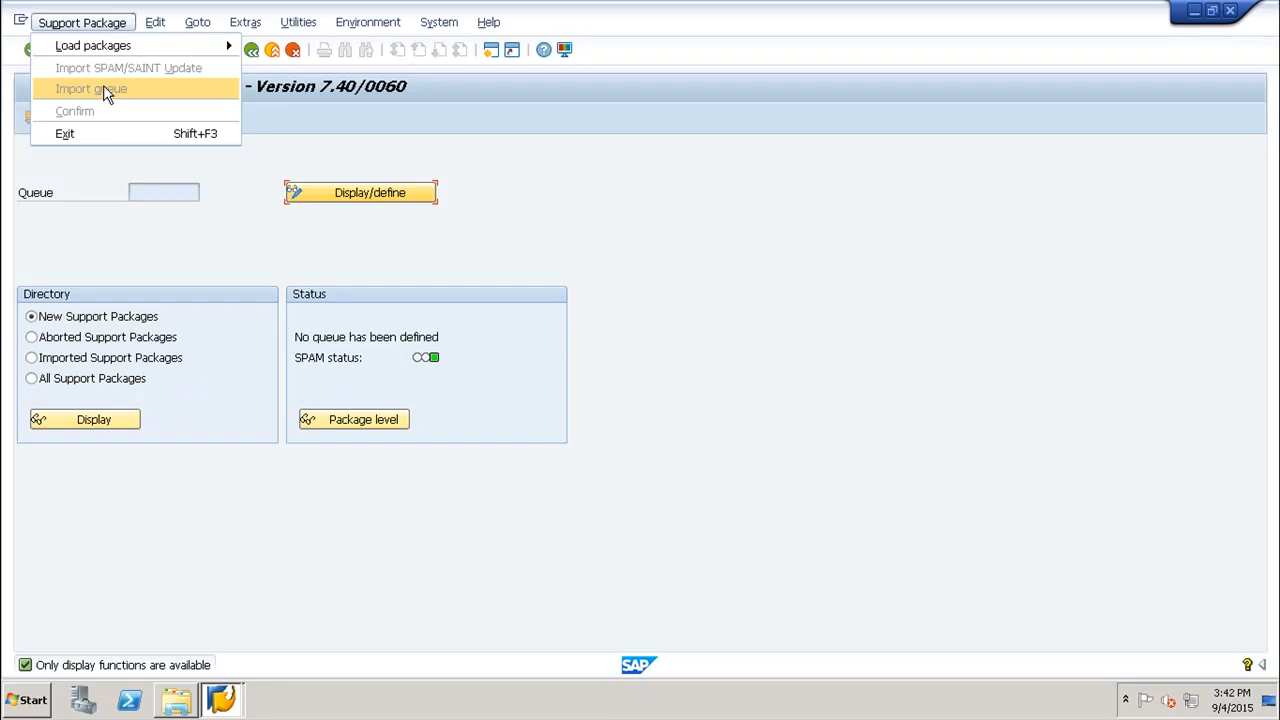 Support Package Edit Goto Extras Utilities Environment System Help
Load packages
Import SPAM/SAINT Update
Import queue
Confirm
Exit Shift+F3
- Version 7.40/0060
Queue
Display/define
Directory
New Support Packages
Aborted Support Packages
Imported Support Packages
All Support Packages
Display
Status
No queue has been defined
SPAM status:
Package level
Only display functions are available
SAP
Start
3:42 PM
9/4/2015